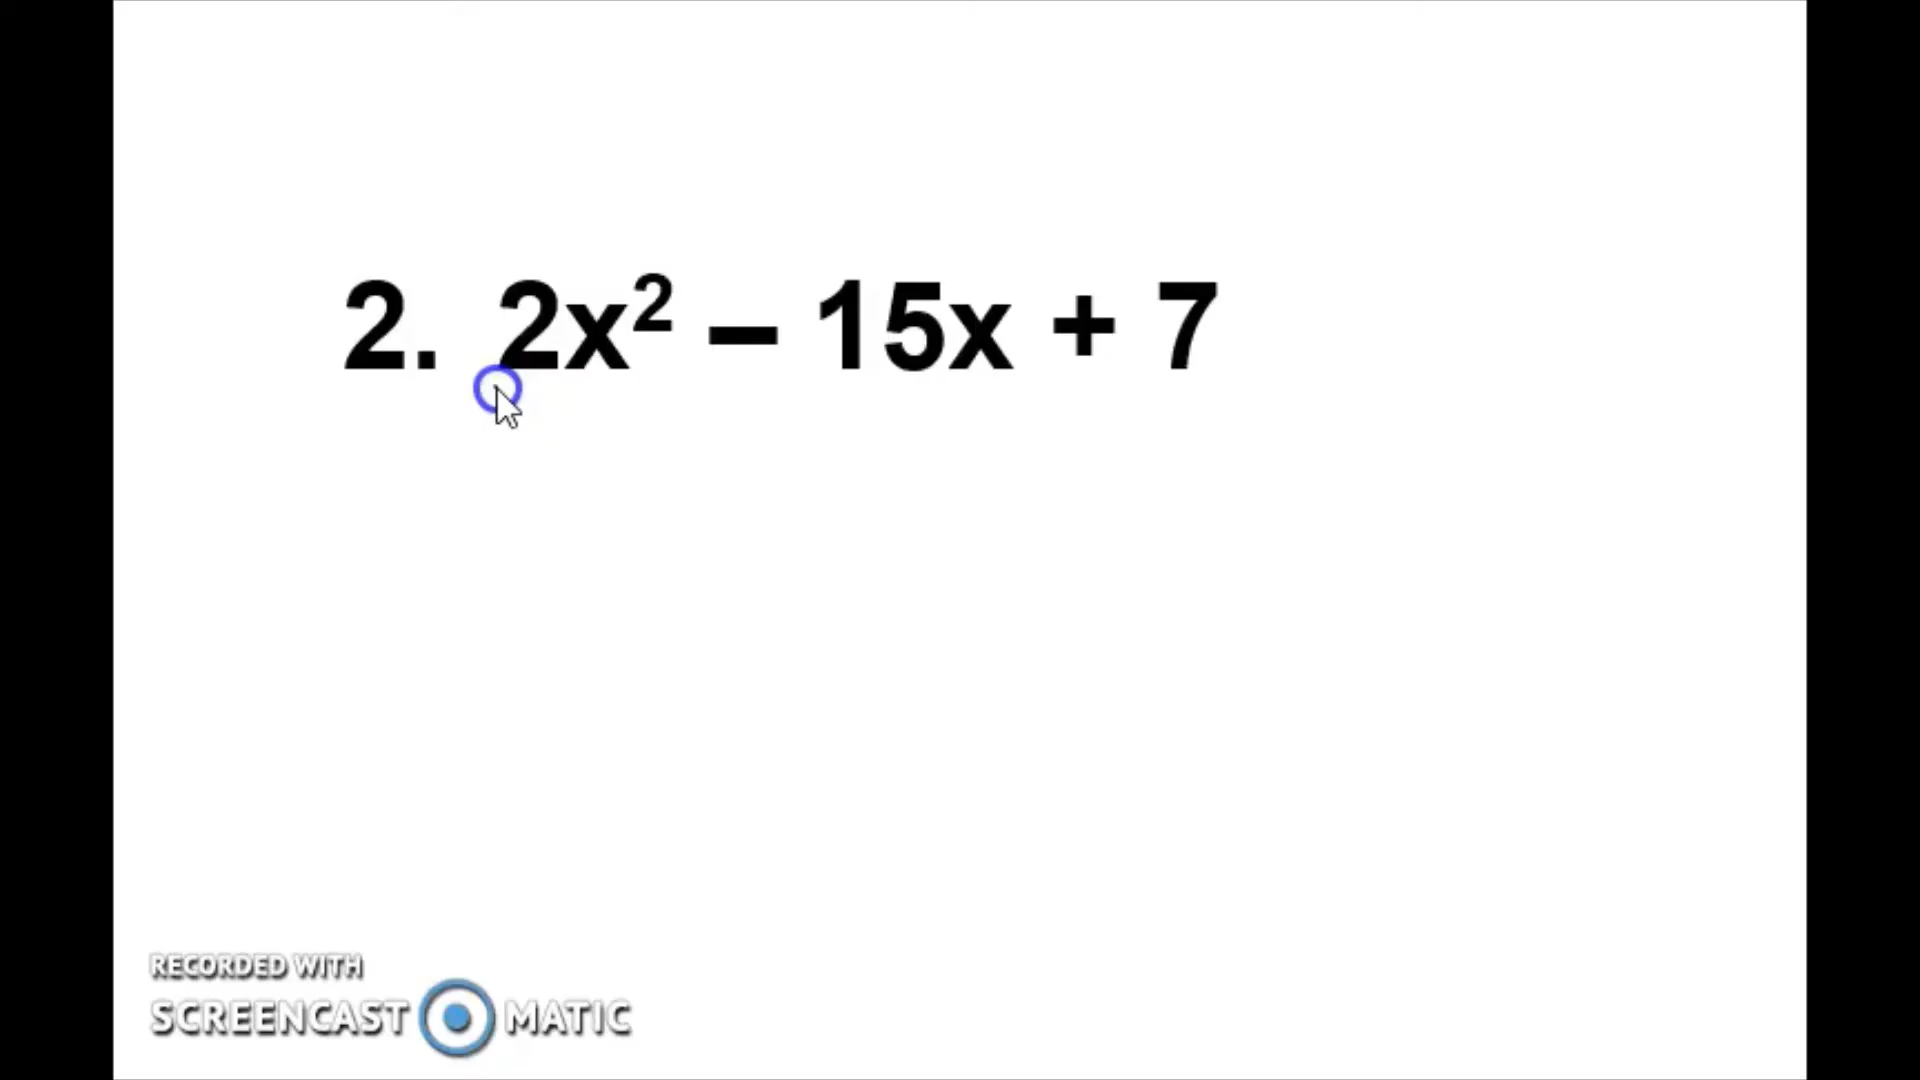 2. 2x² – 15x + 7
RECORDED WITH
SCREENCAST MATIC